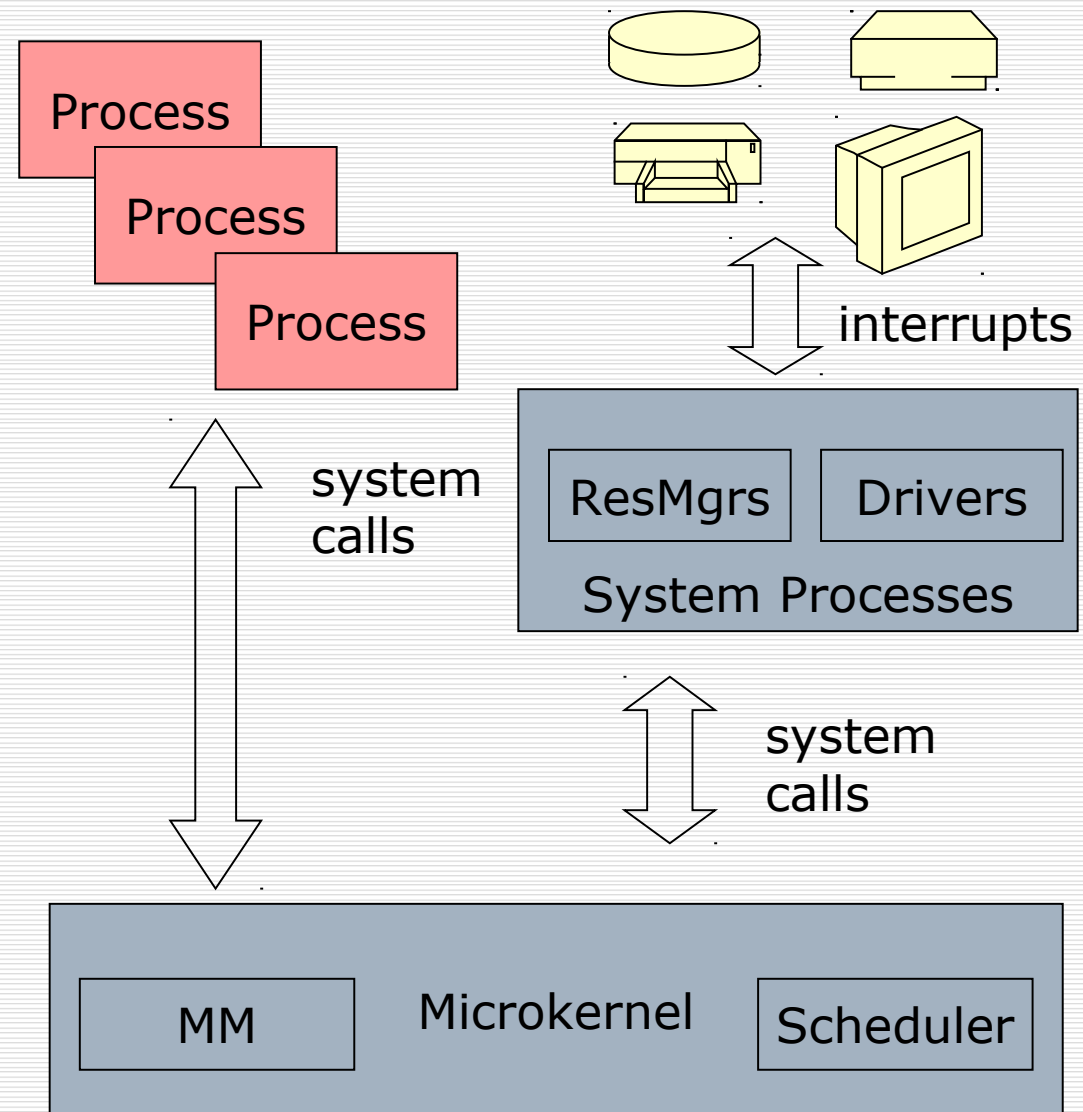 Process
Process
Process
interrupts
system
calls
ResMgrs
Drivers
System Processes
system
calls
MM
Microkernel
Scheduler